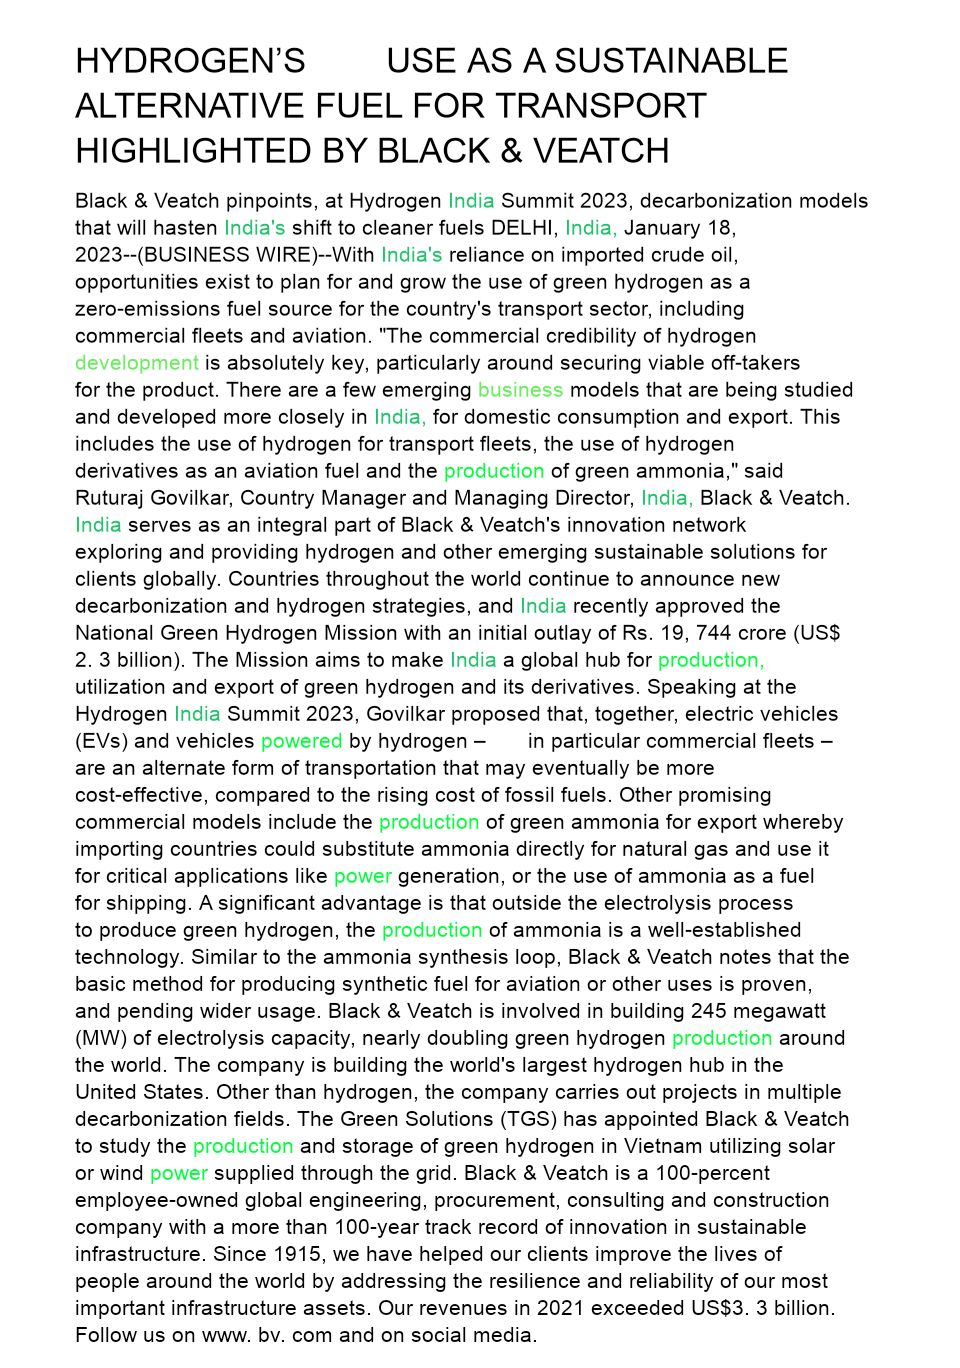 HYDROGEN’S USE AS A SUSTAINABLE
ALTERNATIVE FUEL FOR TRANSPORT
HIGHLIGHTED BY BLACK & VEATCH
Black & Veatch pinpoints, at Hydrogen India Summit 2023, decarbonization models
that will hasten India's shift to cleaner fuels DELHI, India, January 18,
2023--(BUSINESS WIRE)--With India's reliance on imported crude oil,
opportunities exist to plan for and grow the use of green hydrogen as a
zero-emissions fuel source for the country's transport sector, including
commercial fleets and aviation. "The commercial credibility of hydrogen
development is absolutely key, particularly around securing viable off-takers
for the product. There are a few emerging business models that are being studied
and developed more closely in India, for domestic consumption and export. This
includes the use of hydrogen for transport fleets, the use of hydrogen
derivatives as an aviation fuel and the production of green ammonia," said
Ruturaj Govilkar, Country Manager and Managing Director, India, Black & Veatch.
India serves as an integral part of Black & Veatch's innovation network
exploring and providing hydrogen and other emerging sustainable solutions for
clients globally. Countries throughout the world continue to announce new
decarbonization and hydrogen strategies, and India recently approved the
National Green Hydrogen Mission with an initial outlay of Rs. 19, 744 crore (US$
2. 3 billion). The Mission aims to make India a global hub for production,
utilization and export of green hydrogen and its derivatives. Speaking at the
Hydrogen India Summit 2023, Govilkar proposed that, together, electric vehicles
(EVs) and vehicles powered by hydrogen – in particular commercial fleets –
are an alternate form of transportation that may eventually be more
cost-effective, compared to the rising cost of fossil fuels. Other promising
commercial models include the production of green ammonia for export whereby
importing countries could substitute ammonia directly for natural gas and use it
for critical applications like power generation, or the use of ammonia as a fuel
for shipping. A significant advantage is that outside the electrolysis process
to produce green hydrogen, the production of ammonia is a well-established
technology. Similar to the ammonia synthesis loop, Black & Veatch notes that the
basic method for producing synthetic fuel for aviation or other uses is proven,
and pending wider usage. Black & Veatch is involved in building 245 megawatt
(MW) of electrolysis capacity, nearly doubling green hydrogen production around
the world. The company is building the world's largest hydrogen hub in the
United States. Other than hydrogen, the company carries out projects in multiple
decarbonization fields. The Green Solutions (TGS) has appointed Black & Veatch
to study the production and storage of green hydrogen in Vietnam utilizing solar
or wind power supplied through the grid. Black & Veatch is a 100-percent
employee-owned global engineering, procurement, consulting and construction
company with a more than 100-year track record of innovation in sustainable
infrastructure. Since 1915, we have helped our clients improve the lives of
people around the world by addressing the resilience and reliability of our most
important infrastructure assets. Our revenues in 2021 exceeded US$3. 3 billion.
Follow us on www. bv. com and on social media.